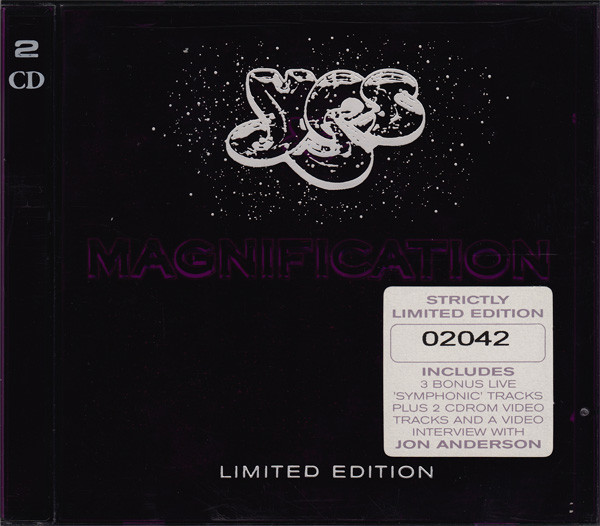 2
CD
YES
MAGNIFICATION
STRICTLY
LIMITED EDITION
02042
INCLUDES
3 BONUS LIVE
'SYMPHONIC' TRACKS
PLUS 2 CDROM VIDEO
TRACKS AND A VIDEO
INTERVIEW WITH
JON ANDERSON
LIMITED EDITION